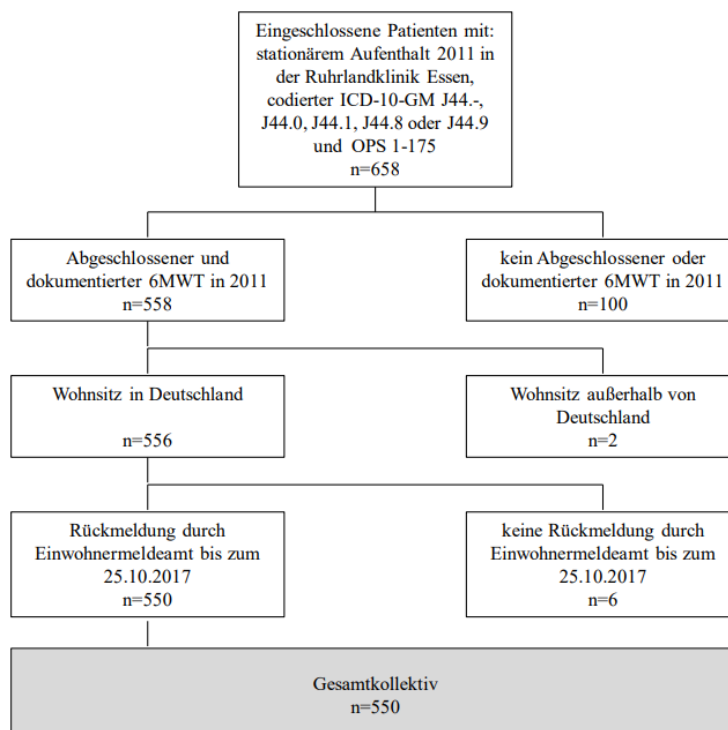 Eingeschlossene Patienten mit:
stationärem Aufenthalt 2011 in
der Ruhrlandklinik Essen,
codierter ICD-10-GM J44.-,
J44.0, J44.1, J44.8 oder J44.9
und OPS 1-175
n=658
Abgeschlossener und
dokumentierter 6MWT in 2011
n=558
kein Abgeschlossener oder
dokumentierter 6MWT in 2011
n=100
Wohnsitz in Deutschland
n=556
Wohnsitz außerhalb von
Deutschland
n=2
Rückmeldung durch
Einwohnermeldeamt bis zum
25.10.2017
n=550
keine Rückmeldung durch
Einwohnermeldeamt bis zum
25.10.2017
n=6
Gesamtkollektiv
n=550